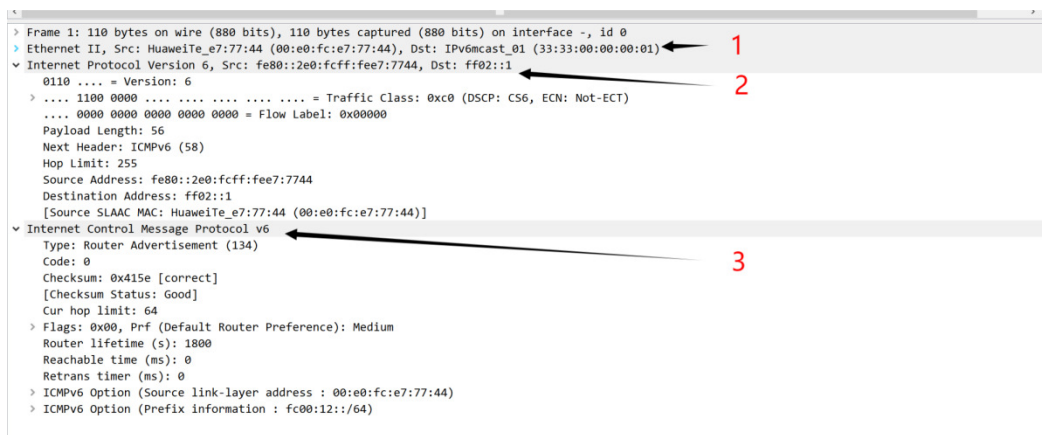 Frame 1: 110 bytes on wire (880 bits), 110 bytes captured (880 bits) on interface -, id 0
Ethernet II, Src: HuaweiTe_e7:77:44 (00:e0:fc:e7:77:44), Dst: IPv6mcast_01 (33:33:00:00:00:01)
1
Internet Protocol Version 6, Src: fe80::2e0:fcff:fee7:7744, Dst: ff02::1
2
0110 .... = Version: 6
.... 1100 0000 .... .... .... .... .... = Traffic Class: 0xc0 (DSCP: CS6, ECN: Not-ECT)
.... 0000 0000 0000 0000 0000 = Flow Label: 0x00000
Payload Length: 56
Next Header: ICMPv6 (58)
Hop Limit: 255
Source Address: fe80::2e0:fcff:fee7:7744
Destination Address: ff02::1
[Source SLAAC MAC: HuaweiTe_e7:77:44 (00:e0:fc:e7:77:44)]
Internet Control Message Protocol v6
3
Type: Router Advertisement (134)
Code: 0
Checksum: 0x415e [correct]
[Checksum Status: Good]
Cur hop limit: 64
Flags: 0x00, Prf (Default Router Preference): Medium
Router lifetime (s): 1800
Reachable time (ms): 0
Retrans timer (ms): 0
ICMPv6 Option (Source link-layer address : 00:e0:fc:e7:77:44)
ICMPv6 Option (Prefix information : fc00:12::/64)